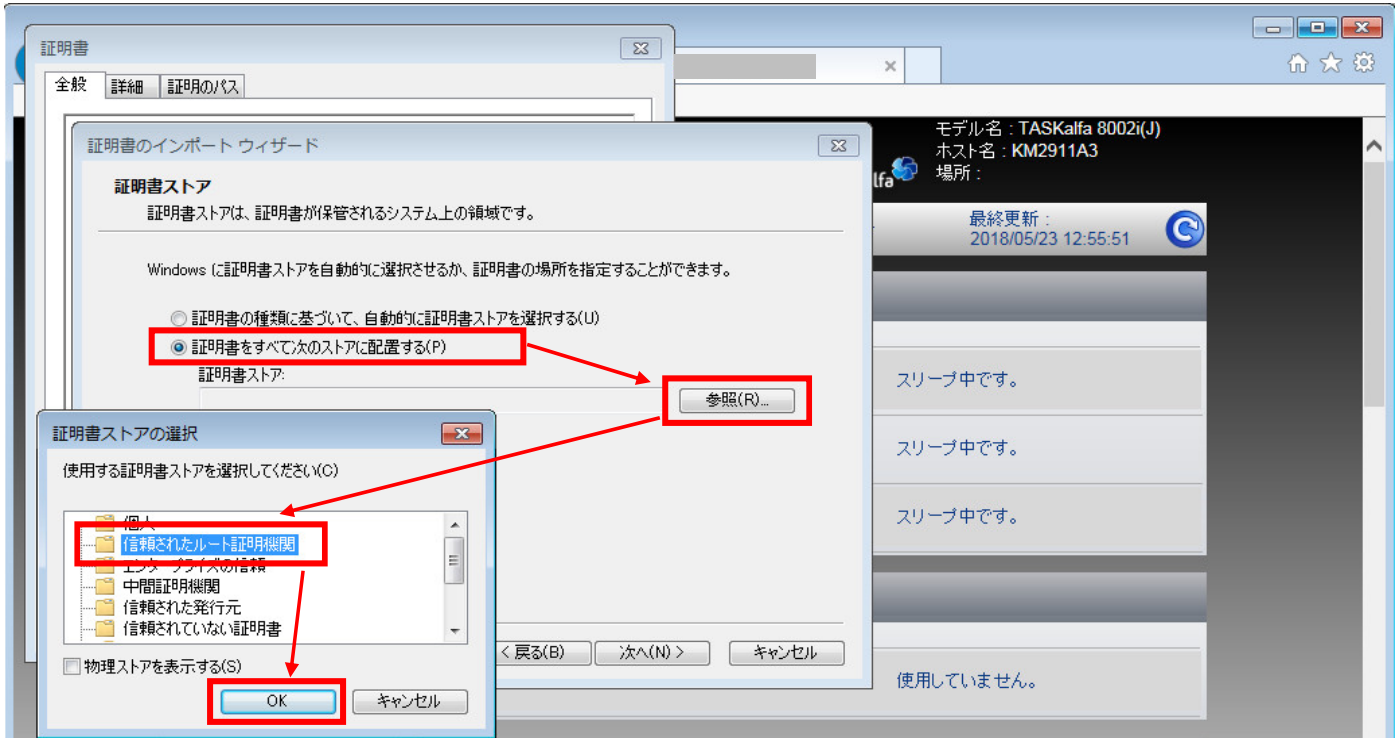 証明書
全般
詳細
証明のパス
証明書のインポート ウィザード
証明書ストア
証明書ストアは、証明書が保管されるシステム上の領域です。
Windows に証明書ストアを自動的に選択させるか、証明書の場所を指定することができます。
証明書の種類に基づいて、自動的に証明書ストアを選択する(U)
証明書をすべて次のストアに配置する(P)
証明書ストア:
参照(R)...
< 戻る(B)
次へ(N) >
キャンセル
証明書ストアの選択
使用する証明書ストアを選択してください(C)
個人
信頼されたルート証明機関
エンタープライズの信頼
中間証明機関
信頼された発行元
信頼されていない証明書
物理ストアを表示する(S)
OK
キャンセル
モデル名 : TASKalfa 8002i(J)
ホスト名 : KM2911A3
場所 :
lfa
最終更新 :
2018/05/23 12:55:51
スリープ中です。
スリープ中です。
スリープ中です。
使用していません。